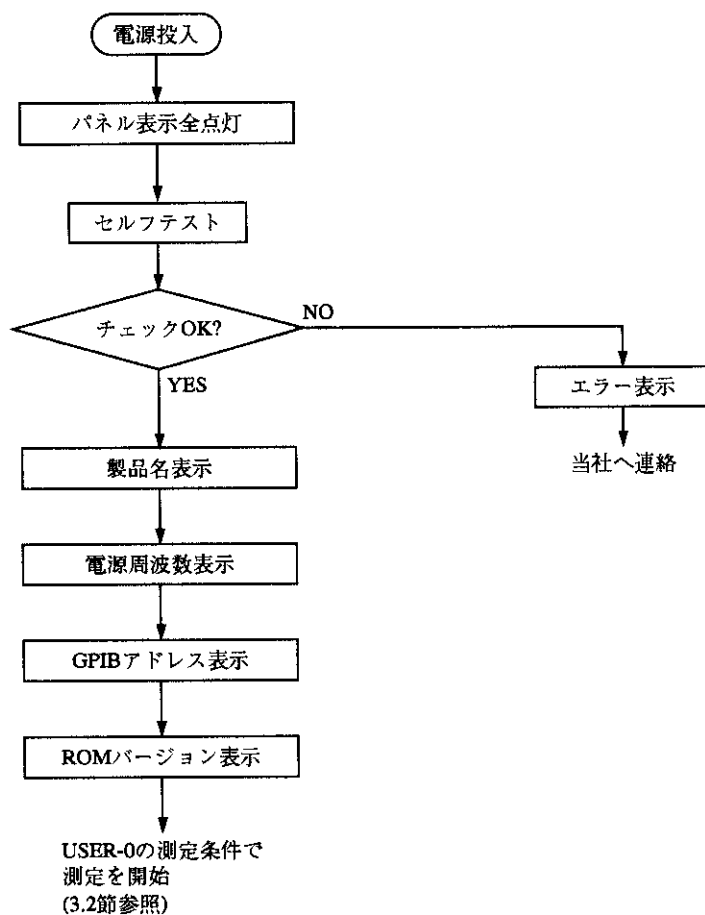 電源投入
パネル表示全点灯
セルフテスト
チェックOK?
NO
YES
エラー表示
当社へ連絡
製品名表示
電源周波数表示
GPIBアドレス表示
ROMバージョン表示
USER-0の測定条件で
測定を開始
(3.2節参照)